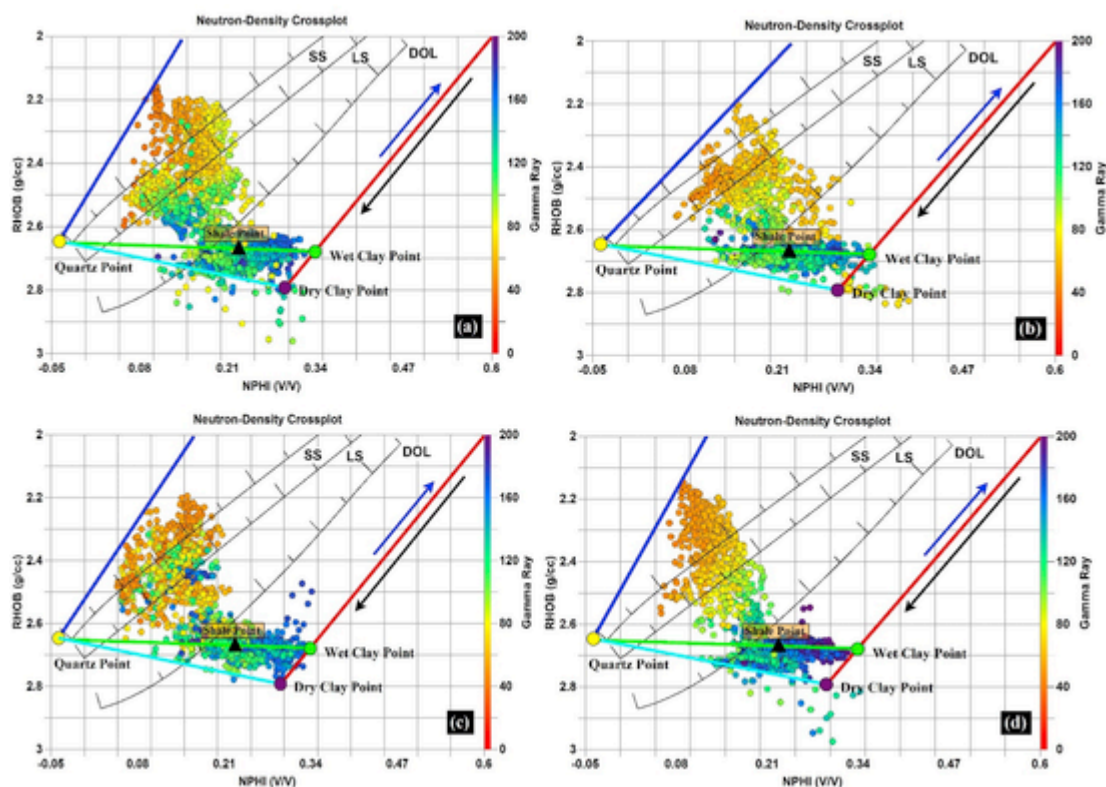 Neutron-Density Crossplot
2
2.2
2.4
2.6
2.8
3
RHOB (g/cc)
SS
LS
DOL
Shale Point
Quartz Point
Wet Clay Point
Dry Clay Point
(a)
-0.05
0.08
0.21
0.34
0.47
0.6
NPHI (V/V)
200
160
120
80
40
0
Gamma Ray
Neutron-Density Crossplot
2
2.2
2.4
2.6
2.8
3
RHOB (g/cc)
SS
LS
DOL
Shale Point
Quartz Point
Wet Clay Point
Dry Clay Point
(b)
-0.05
0.08
0.21
0.34
0.47
0.6
NPHI (V/V)
200
160
120
80
40
0
Gamma Ray
Neutron-Density Crossplot
2
2.2
2.4
2.6
2.8
3
RHOB (g/cc)
SS
LS
DOL
Shale Point
Quartz Point
Wet Clay Point
Dry Clay Point
(c)
-0.05
0.08
0.21
0.34
0.47
0.6
NPHI (V/V)
200
160
120
80
40
0
Gamma Ray
Neutron-Density Crossplot
2
2.2
2.4
2.6
2.8
3
RHOB (g/cc)
SS
LS
DOL
Shale Point
Quartz Point
Wet Clay Point
Dry Clay Point
(d)
-0.05
0.08
0.21
0.34
0.47
0.6
NPHI (V/V)
200
160
120
80
40
0
Gamma Ray